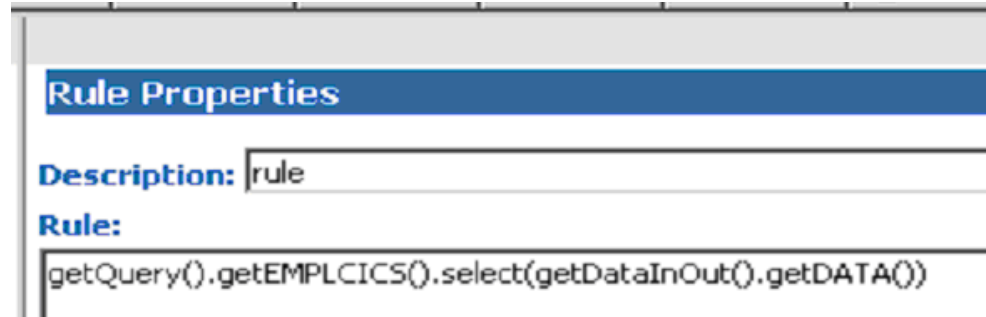 Rule Properties
Description: rule
Rule:
getQuery().getEMPLCICS().select(getDataInOut().getDATA())